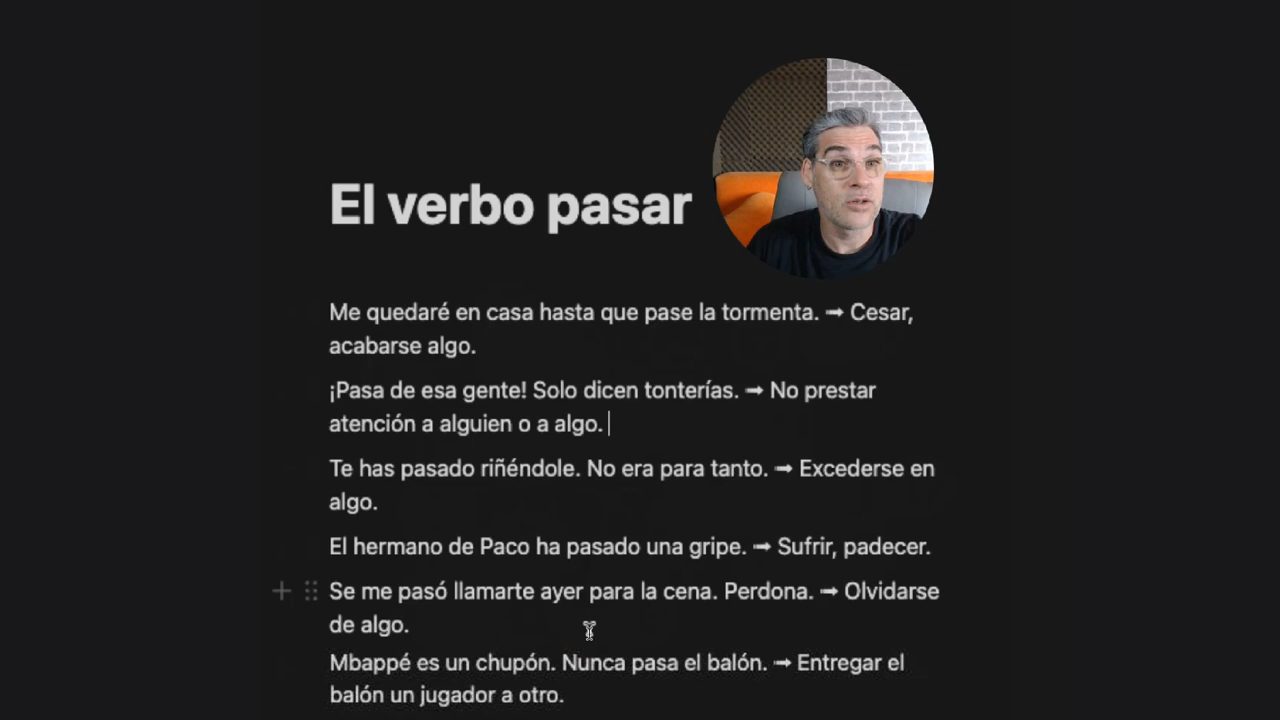 El verbo pasar
Me quedaré en casa hasta que pase la tormenta. ➞ Cesar,
acabarse algo.
¡Pasa de esa gente! Solo dicen tonterías. ➞ No prestar
atención a alguien o a algo.
Te has pasado riñéndole. No era para tanto. ➞ Excederse en
algo.
El hermano de Paco ha pasado una gripe. ➞ Sufrir, padecer.
Se me pasó llamarte ayer para la cena. Perdona. ➞ Olvidarse
de algo.
Mbappé es un chupón. Nunca pasa el balón. ➞ Entregar el
balón un jugador a otro.